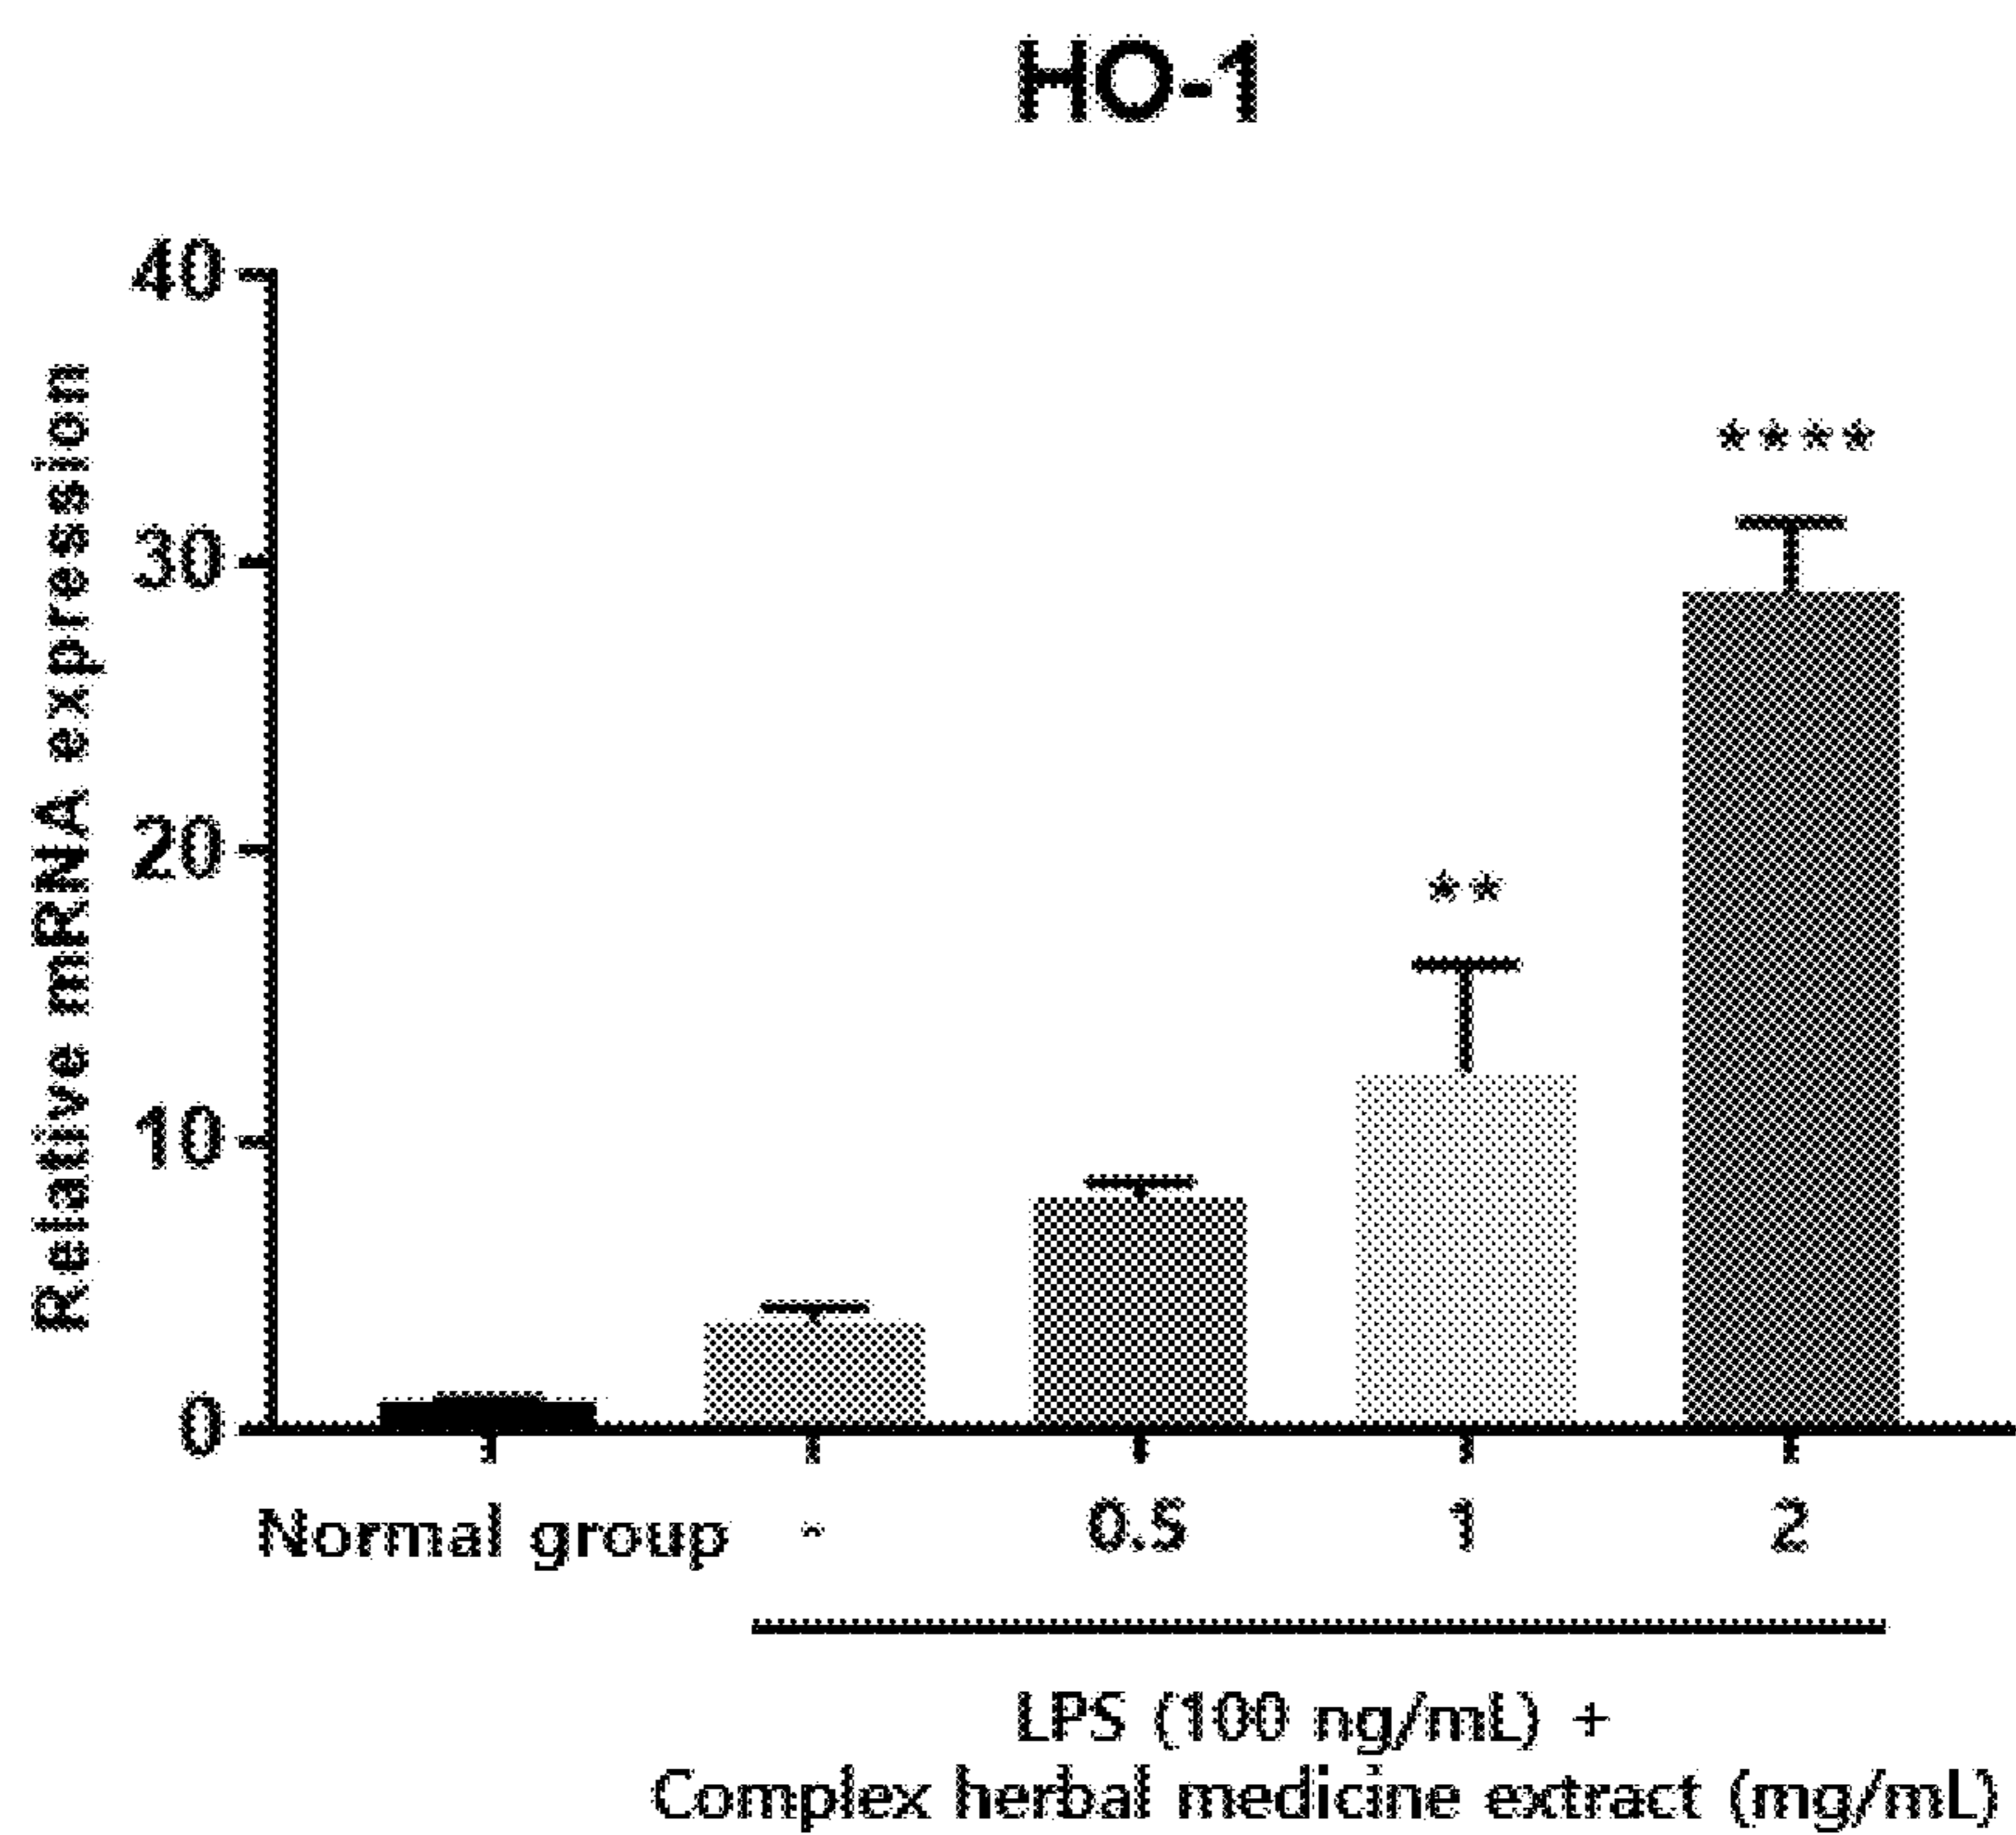 HO-1
Relative mRNA expression
40
30
20
10
0
****
**
Normal group - 0.5 1 2
LPS (100 ng/mL) +
Complex herbal medicine extract (mg/mL)